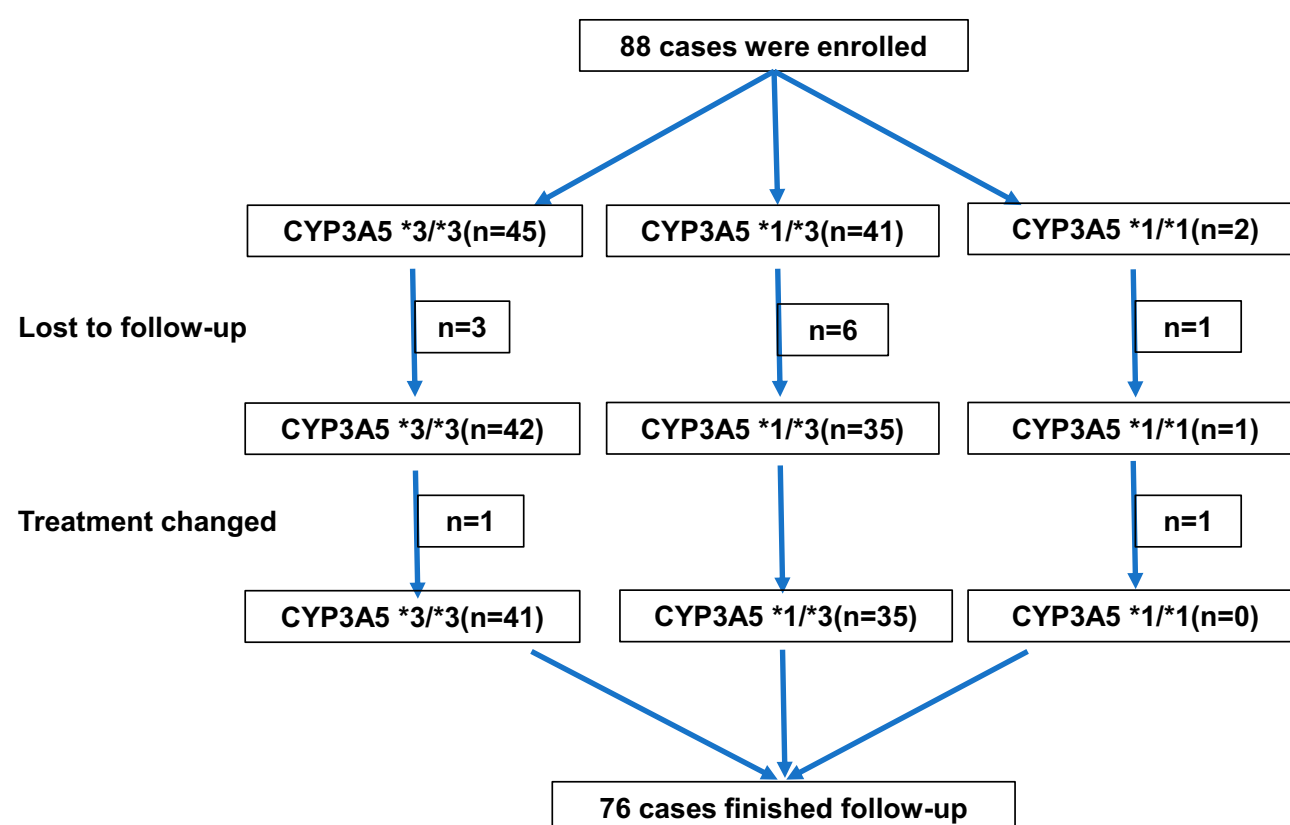 88 cases were enrolled
CYP3A5 *3/*3(n=45)
CYP3A5 *1/*3(n=41)
CYP3A5 *1/*1(n=2)
Lost to follow-up
n=3
n=6
n=1
CYP3A5 *3/*3(n=42)
CYP3A5 *1/*3(n=35)
CYP3A5 *1/*1(n=1)
Treatment changed
n=1
n=1
CYP3A5 *3/*3(n=41)
CYP3A5 *1/*3(n=35)
CYP3A5 *1/*1(n=0)
76 cases finished follow-up